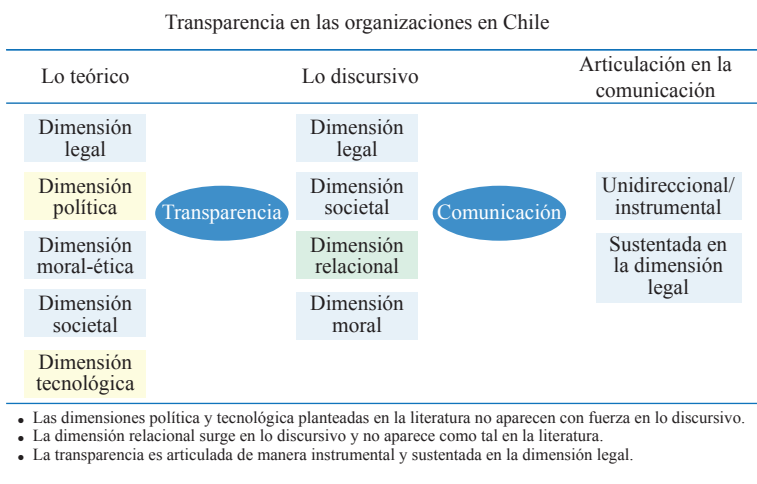 Transparencia en las organizaciones en Chile
Lo teórico
Lo discursivo
Articulación en la
comunicación
Dimensión
legal
Dimensión
política
Dimensión
moral-ética
Dimensión
societal
Dimensión
tecnológica
Transparencia
Dimensión
legal
Dimensión
societal
Dimensión
relacional
Dimensión
moral
Comunicación
Unidireccional/
instrumental
Sustentada en
la dimensión
legal
• Las dimensiones política y tecnológica planteadas en la literatura no aparecen con fuerza en lo discursivo.
• La dimensión relacional surge en lo discursivo y no aparece como tal en la literatura.
• La transparencia es articulada de manera instrumental y sustentada en la dimensión legal.